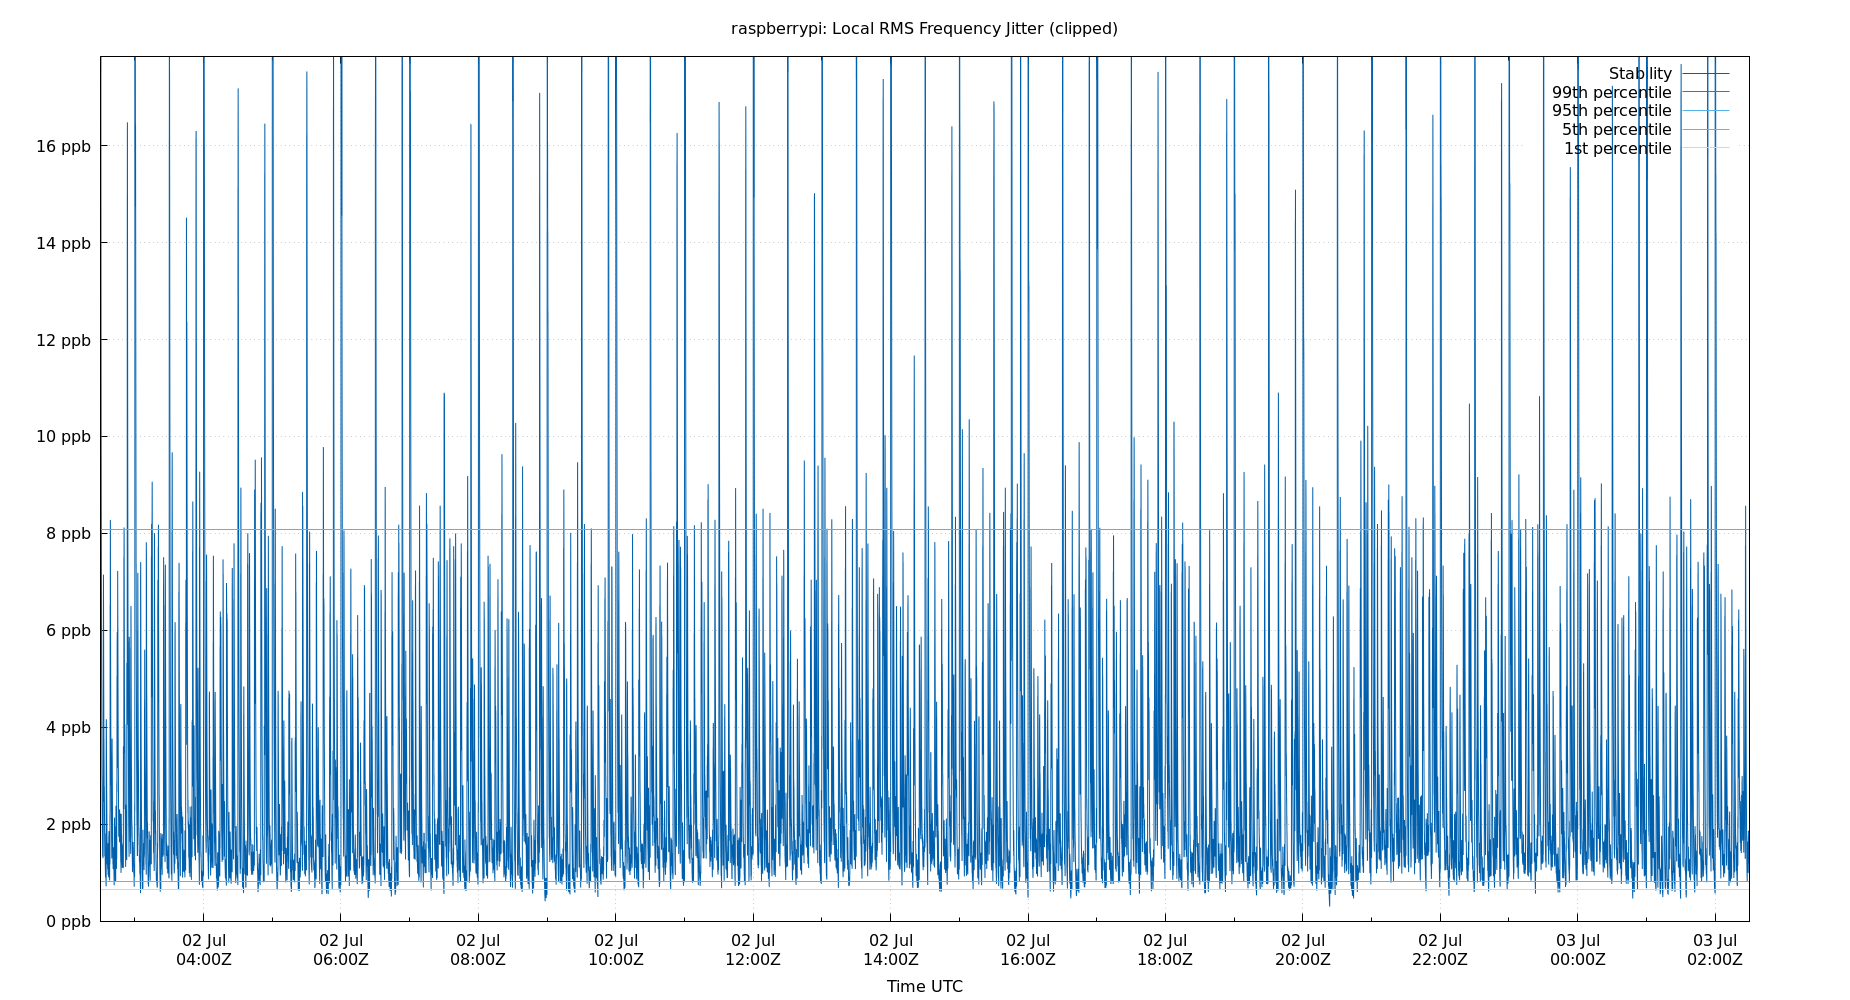 raspberrypi: Local RMS Frequency Jitter (clipped)
Stability
99th percentile
95th percentile
5th percentile
1st percentile
16 ppb
14 ppb
12 ppb
10 ppb
8 ppb
6 ppb
4 ppb
2 ppb
0 ppb
02 Jul 02 Jul 02 Jul 02 Jul 02 Jul 02 Jul 02 Jul 02 Jul 02 Jul 02 Jul 03 Jul 03 Jul
04:00Z 06:00Z 08:00Z 10:00Z 12:00Z 14:00Z 16:00Z 18:00Z 20:00Z 22:00Z 00:00Z 02:00Z
Time UTC